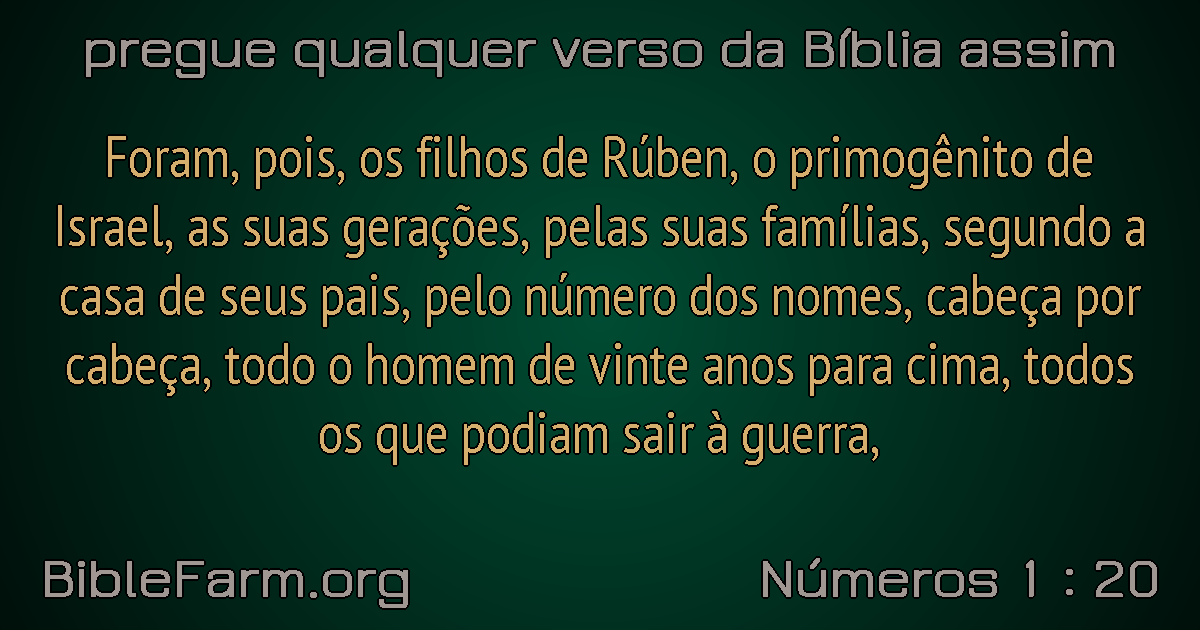 pregue qualquer verso da Bíblia assim
Foram, pois, os filhos de Rúben, o primogênito de
Israel, as suas gerações, pelas suas famílias, segundo a
casa de seus pais, pelo número dos nomes, cabeça por
cabeça, todo o homem de vinte anos para cima, todos
os que podiam sair à guerra,
BibleFarm.org
Números 1 : 20